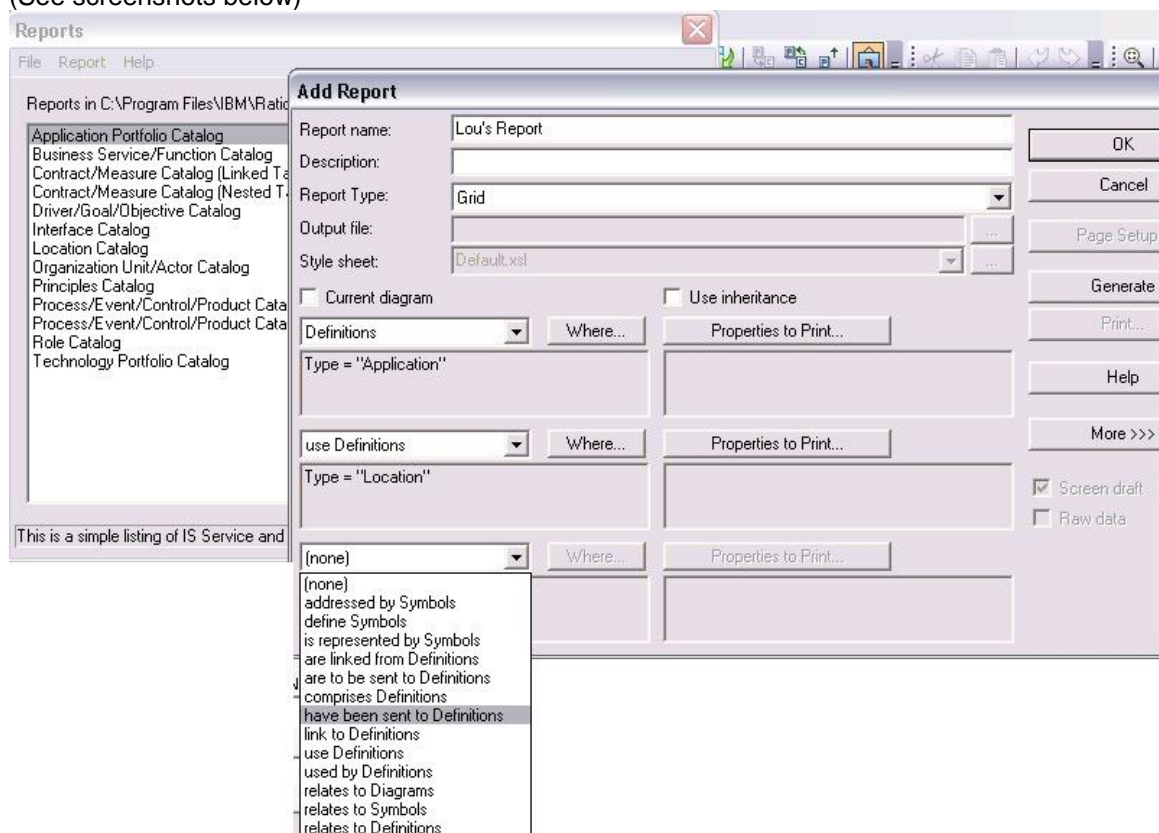 (See screenshots below)
Reports
File Report Help
Reports in C:\Program Files\IBM\Ratio
Application Portfolio Catalog
Business Service/Function Catalog
Contract/Measure Catalog (Linked Ta
Contract/Measure Catalog (Nested T
Driver/Goal/Objective Catalog
Interface Catalog
Location Catalog
Organization Unit/Actor Catalog
Principles Catalog
Process/Event/Control/Product Cata
Process/Event/Control/Product Cata
Role Catalog
Technology Portfolio Catalog
This is a simple listing of IS Service and
Add Report
Report name: Lou's Report
Description:
Report Type: Grid
Output file: ...
Style sheet: Default.xsl ...
Current diagram Use inheritance
Definitions Where... Properties to Print...
Type = "Application"
use Definitions Where... Properties to Print...
Type = "Location"
(none) Where... Properties to Print...
(none)
addressed by Symbols
define Symbols
is represented by Symbols
are linked from Definitions
are to be sent to Definitions
comprises Definitions
have been sent to Definitions
link to Definitions
use Definitions
used by Definitions
relates to Diagrams
relates to Symbols
relates to Definitions
OK
Cancel
Page Setup
Generate
Print...
Help
More >>>
Screen draft
Raw data